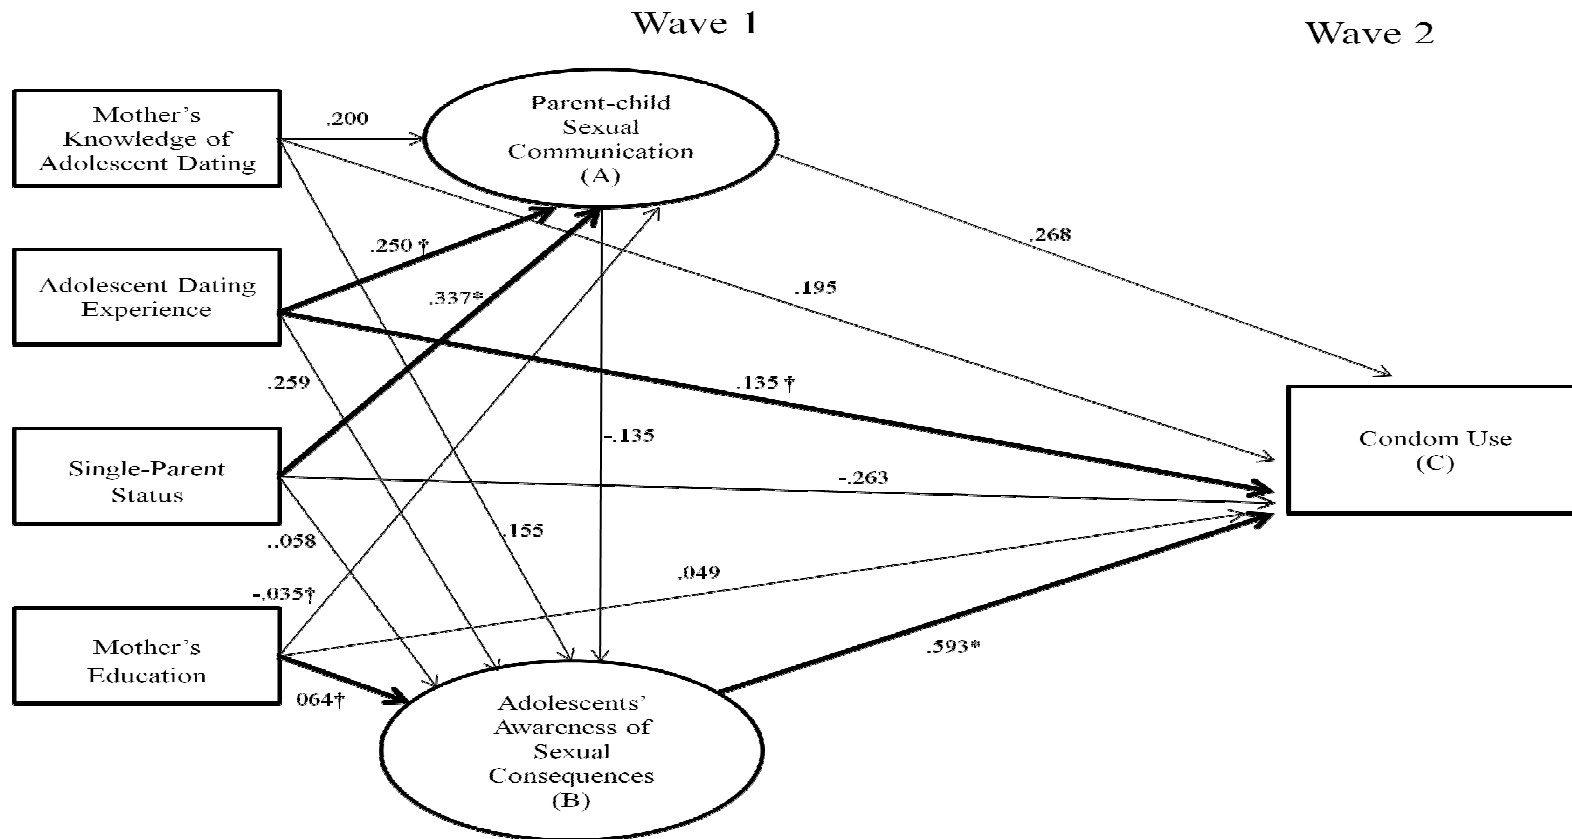 Wave 1
Wave 2
Mother's
Knowledge of
Adolescent Dating
.200
Parent-child
Sexual
Communication
(A)
.268
.250 †
Adolescent Dating
Experience
.337*
.195
.259
.135 †
-.135
Condom Use
(C)
Single-Parent
Status
-.263
..058
.155
-.035†
.049
Mother's
Education
064†
.593*
Adolescents'
Awareness of
Sexual
Consequences
(B)